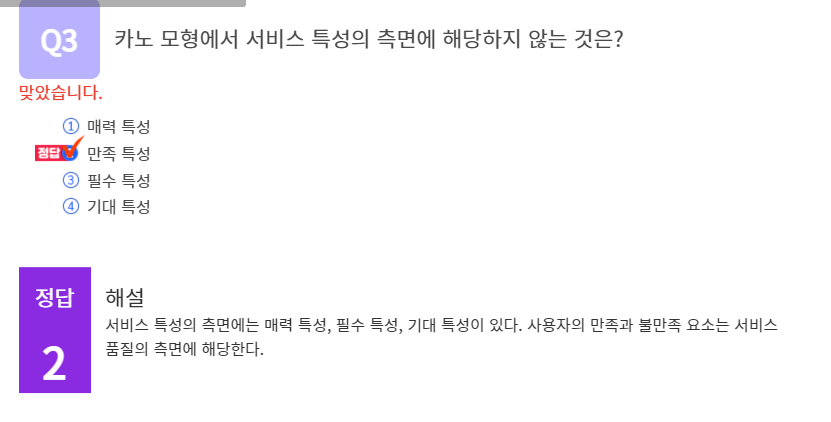 Q3 카노 모형에서 서비스 특성의 측면에 해당하지 않는 것은?
맞았습니다.
① 매력 특성
정답 만족 특성
③ 필수 특성
④ 기대 특성
정답 해설
서비스 특성의 측면에는 매력 특성, 필수 특성, 기대 특성이 있다. 사용자의 만족과 불만족 요소는 서비스
품질의 측면에 해당한다.
2